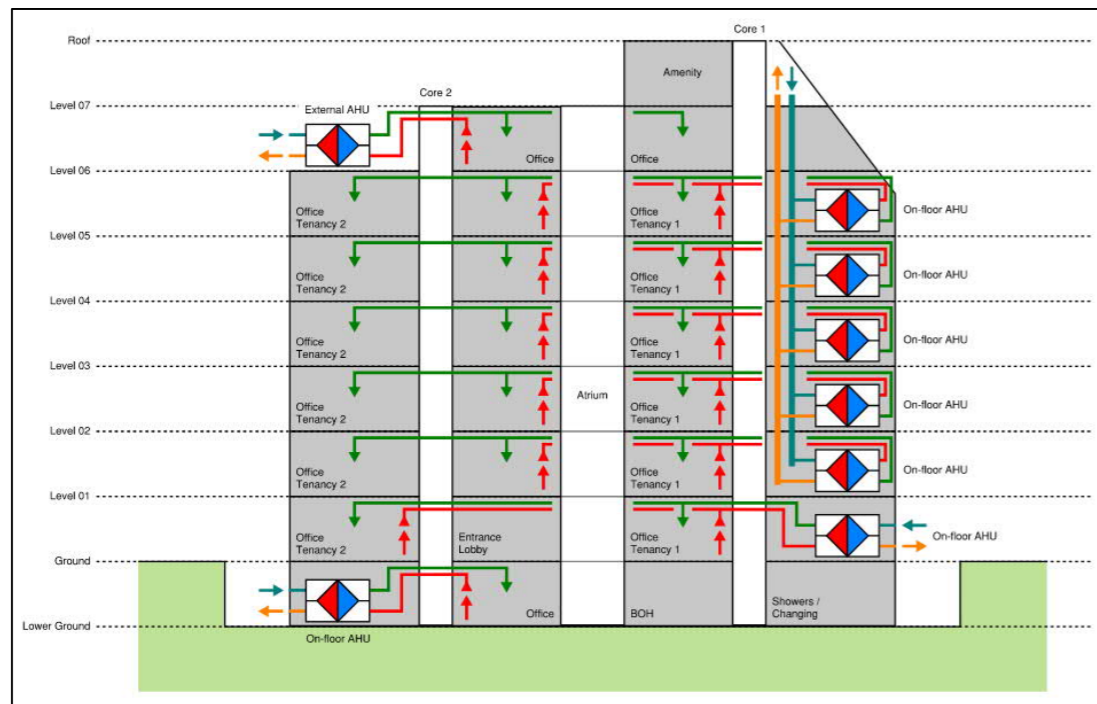 Core 1
Roof
Amenity
Level 07
Core 2
External AHU
Office
Office
Level 06
Office
Tenancy 2
Office
Tenancy 1
On-floor AHU
Level 05
Office
Tenancy 2
Office
Tenancy 1
On-floor AHU
Level 04
Office
Tenancy 2
Office
Tenancy 1
On-floor AHU
Level 03
Atrium
Office
Tenancy 2
Office
Tenancy 1
On-floor AHU
Level 02
Office
Tenancy 2
Office
Tenancy 1
On-floor AHU
Level 01
Office
Tenancy 2
Entrance
Lobby
Office
Tenancy 1
On-floor AHU
Ground
Office
BOH
Showers /
Changing
Lower Ground
On-floor AHU